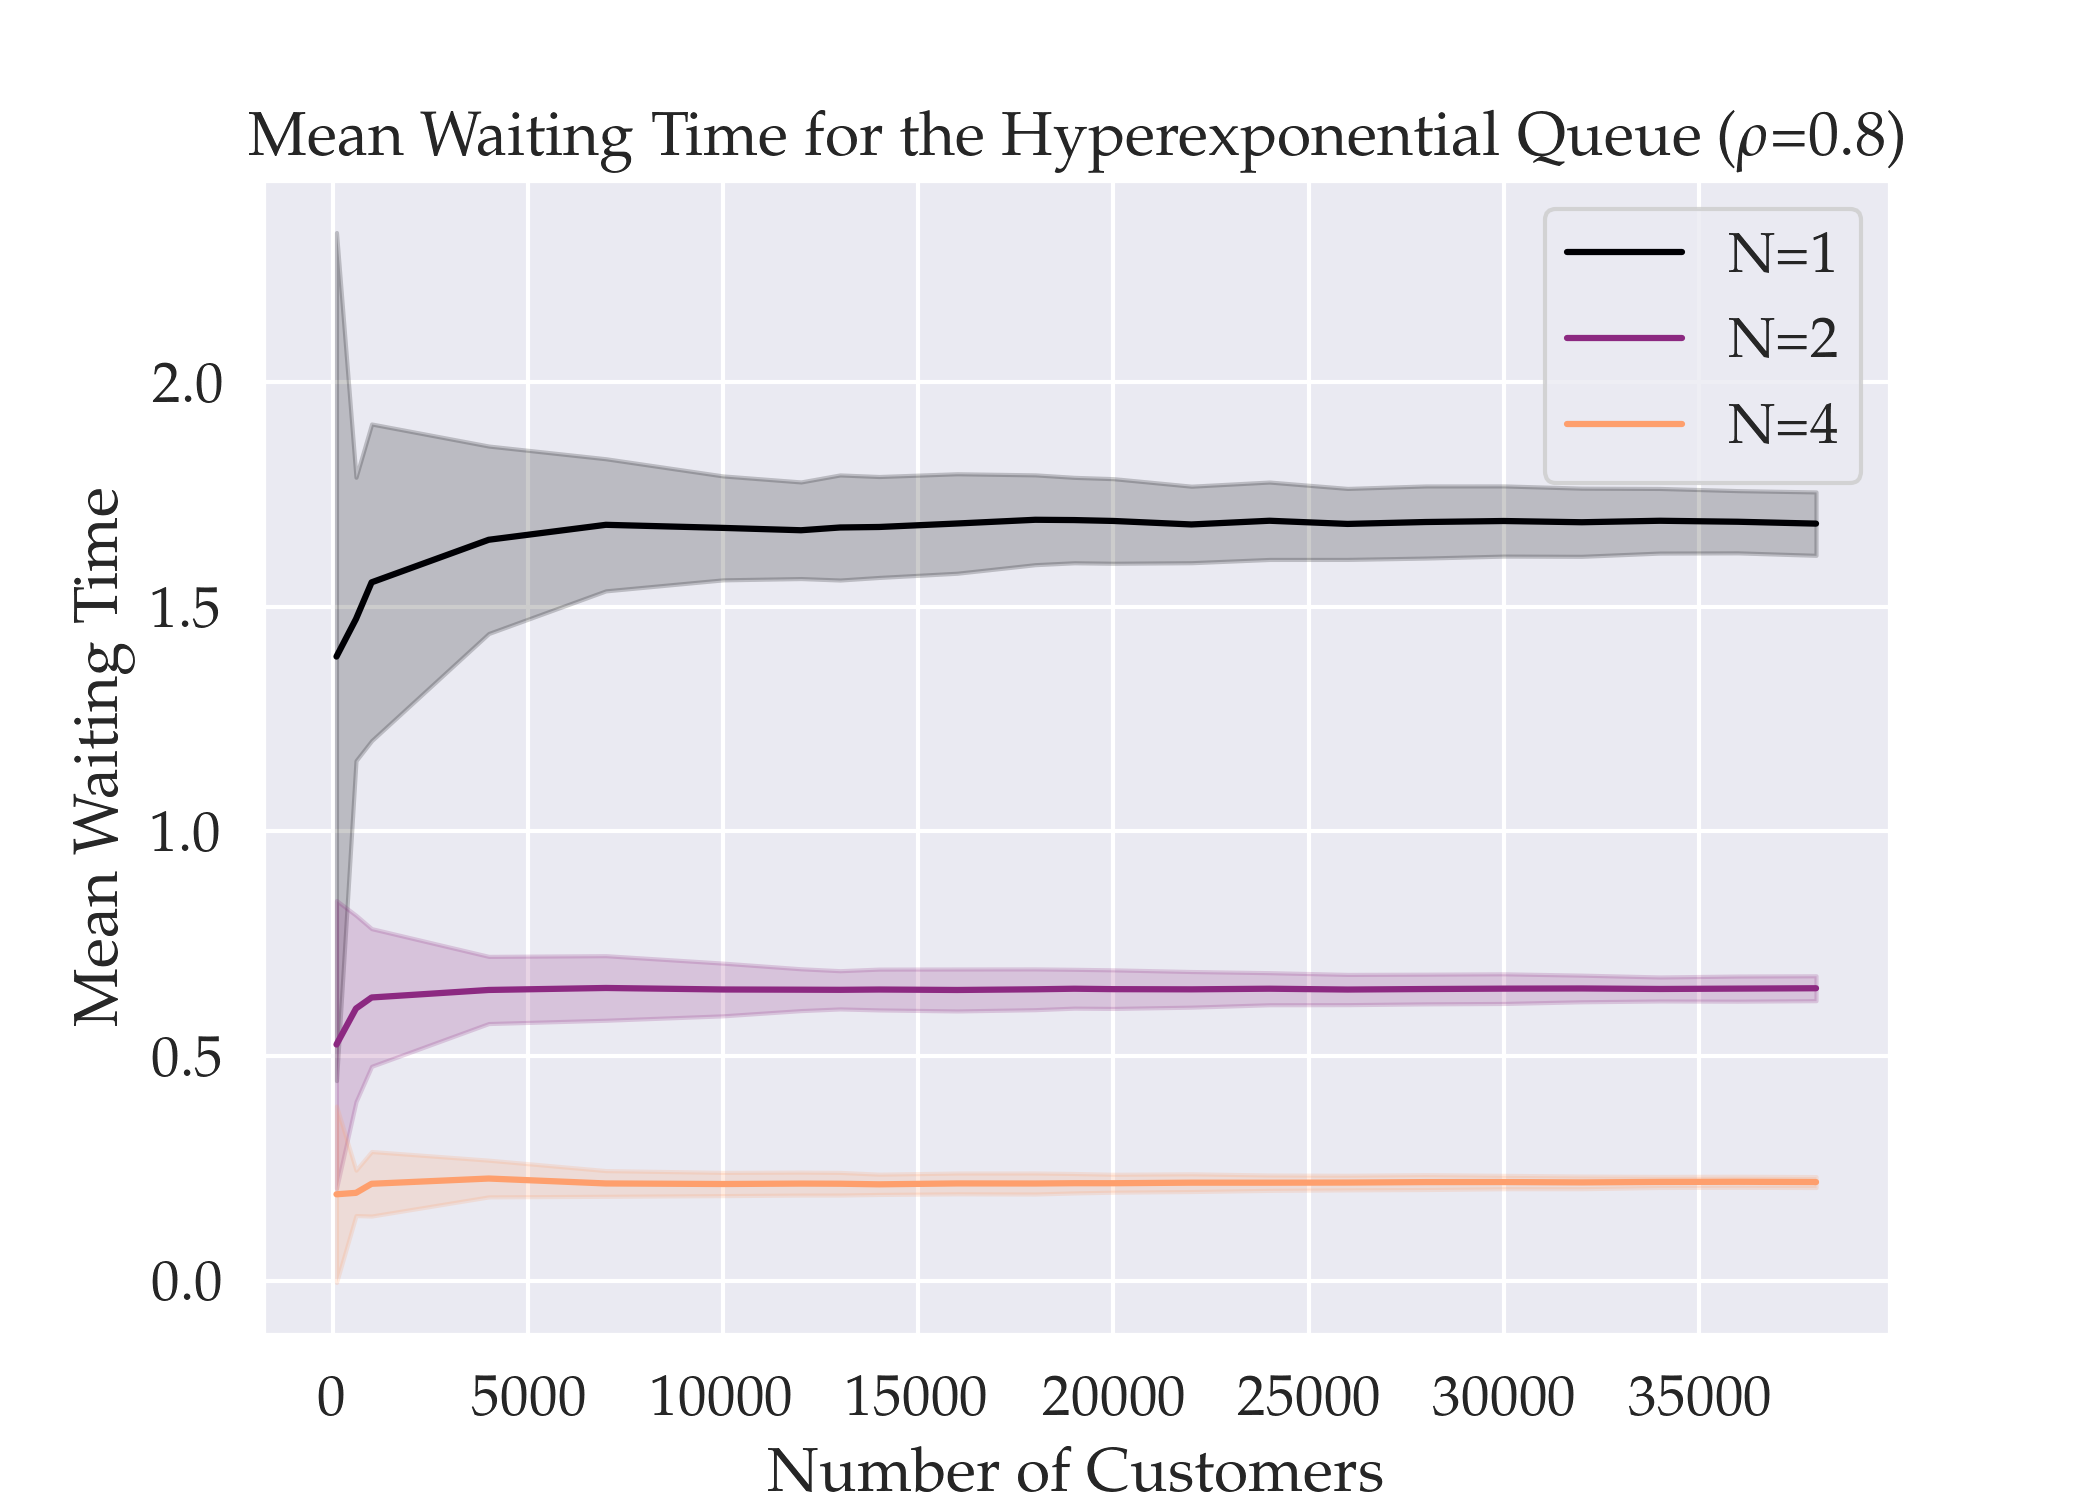 Mean Waiting Time for the Hyperexponential Queue (ρ=0.8)
N=1
N=2
N=4
Mean Waiting Time
2.0
1.5
1.0
0.5
0.0
0 5000 10000 15000 20000 25000 30000 35000
Number of Customers